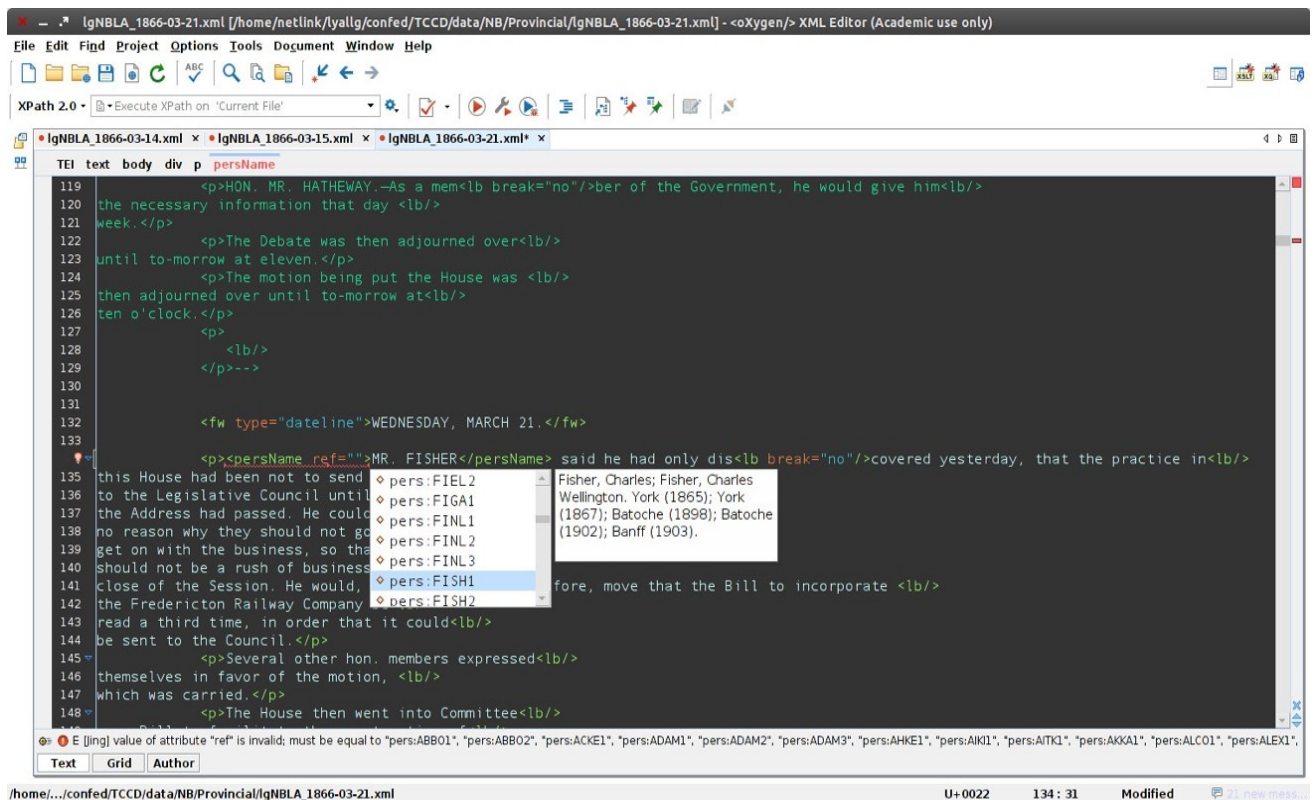 lgNBLA_1866-03-21.xml [/home/netlink/lyallg/confed/TCCD/data/NB/Provincial/lgNBLA_1866-03-21.xml] - <oXygen/> XML Editor (Academic use only)
File Edit Find Project Options Tools Document Window Help
ABC XSLT XQ
XPath 2.0 Execute XPath on 'Current File'
lgNBLA_1866-03-14.xml × lgNBLA_1866-03-15.xml × lgNBLA_1866-03-21.xml* ×
TEI text body div p persName
119 <p>HON. MR. HATHEWAY.—As a mem<lb break="no"/>ber of the Government, he would give him<lb/>
120 the necessary information that day <lb/>
121 week.</p>
122 <p>The Debate was then adjourned over<lb/>
123 until to-morrow at eleven.</p>
124 <p>The motion being put the House was <lb/>
125 then adjourned over until to-morrow at<lb/>
126 ten o'clock.</p>
127 <p>
128 <lb/>
129 </p>-->
130
131
132 <fw type="dateline">WEDNESDAY, MARCH 21.</fw>
133
<p><persName ref="">MR. FISHER</persName> said he had only dis<lb break="no"/>covered yesterday, that the practice in<lb/>
135 this House had been not to send
136 to the Legislative Council until
137 the Address had passed. He could
138 no reason why they should not go
139 get on with the business, so tha
140 should not be a rush of business
141 close of the Session. He would, fore, move that the Bill to incorporate <lb/>
142 the Fredericton Railway Company
143 read a third time, in order that it could<lb/>
144 be sent to the Council.</p>
145 <p>Several other hon. members expressed<lb/>
146 themselves in favor of the motion, <lb/>
147 which was carried.</p>
148 <p>The House then went into Committee<lb/>
pers:FIEL2
pers:FIGA1
pers:FINL1
pers:FINL2
pers:FINL3
pers:FISH1
pers:FISH2
Fisher, Charles; Fisher, Charles
Wellington. York (1865); York
(1867); Batoche (1898); Batoche
(1902); Banff (1903).
E [Jing] value of attribute "ref" is invalid; must be equal to "pers:ABBO1", "pers:ABBO2", "pers:ACKE1", "pers:ADAM1", "pers:ADAM2", "pers:ADAM3", "pers:AHKE1", "pers:AIKI1", "pers:AITK1", "pers:AKKA1", "pers:ALCO1", "pers:ALEX1",
Text Grid Author
/home/.../confed/TCCD/data/NB/Provincial/lgNBLA_1866-03-21.xml U+0022 134 : 31 Modified 21 new mess...